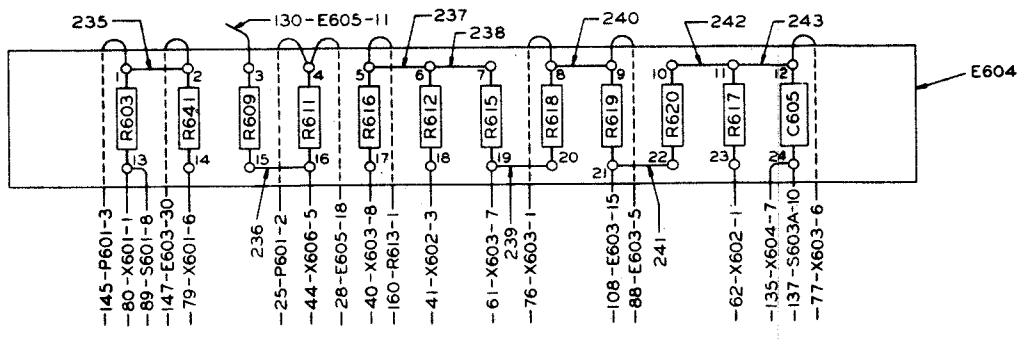 235
130-E605-11
237
238
240
242
243
E604
1
2
3
4
5
6
7
8
9
10
11
12
R603
R641
R609
R611
R616
R612
R615
R618
R619
R620
R617
C605
13
14
15
16
17
18
19
20
21
22
23
24
236
239
241
-145-P601-3
-80-X601-1
-89-S601-8
-147-E603-30
-79-X601-6
-25-P601-2
-44-X606-5
-28-E605-18
-40-X603-8
-160-R613-1
-41-X602-3
-61-X603-7
-76-X603-1
-108-E603-15
-88-E603-5
-62-X602-1
-135-X604-7
-137-S603A-10
-77-X603-6